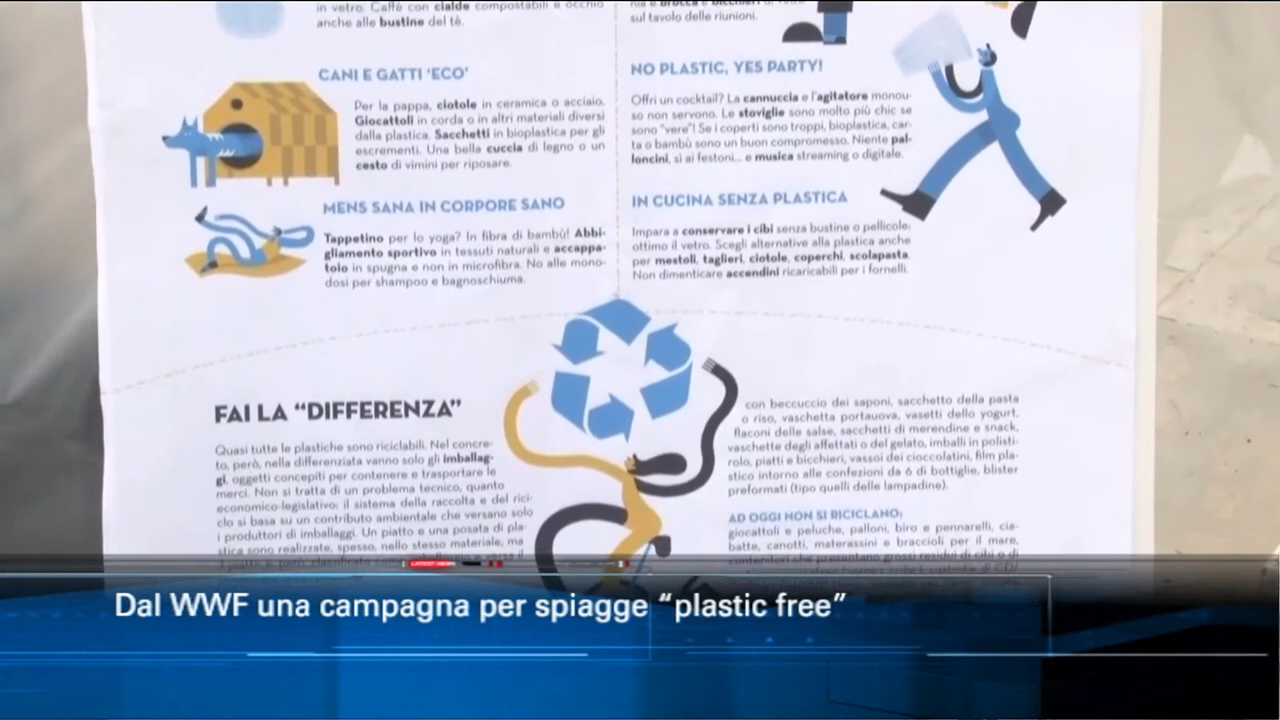 in vetro. Caffè con cialde compostabili e occhio
anche alle bustine del tè.
CANI E GATTI ‘ECO’
Per la pappa, ciotole in ceramica o acciaio.
Giocattoli in corda o in altri materiali diversi
dalla plastica. Sacchetti in bioplastica per gli
escrementi. Una bella cuccia di legno o un
cesto di vimini per riposare.
MENS SANA IN CORPORE SANO
Tappetino per lo yoga? In fibra di bambù! Abbi-
gliamento sportivo in tessuti naturali e accappa-
toio in spugna e non in microfibra. No alle mono-
dosi per shampoo e bagnoschiuma.
sul tavolo delle riunioni.
NO PLASTIC, YES PARTY!
Offri un cocktail? La cannuccia e l'agitatore monou-
so non servono. Le stoviglie sono molto più chic se
sono “vere”! Se i coperti sono troppi, bioplastica, car-
ta o bambù sono un buon compromesso. Niente pal-
loncini, sì ai festoni... e musica streaming o digitale.
IN CUCINA SENZA PLASTICA
Impara a conservare i cibi senza bustine o pellicole:
ottimo il vetro. Scegli alternative alla plastica anche
per mestoli, taglieri, ciotole, coperchi, scolapasta.
Non dimenticare accendini ricaricabili per i fornelli.
FAI LA “DIFFERENZA”
Quasi tutte le plastiche sono riciclabili. Nel concre-
to, però, nella differenziata vanno solo gli imballag-
gi, oggetti concepiti per contenere e trasportare le
merci. Non si tratta di un problema tecnico, quanto
economico-legislativo: il sistema della raccolta e del rici-
clo si basa su un contributo ambientale che versano solo
i produttori di imballaggi. Un piatto e una posata di pla-
stica sono realizzate, spesso, nello stesso materiale, ma
con beccuccio dei saponi, sacchetto della pasta
o riso, vaschetta portauova, vasetti dello yogurt,
flaconi delle salse, sacchetti di merendine e snack,
vaschette degli affettati o del gelato, imballi in polisti-
rolo, piatti e bicchieri, vassoi dei cioccolatini, film pla-
stico intorno alle confezioni da 6 di bottiglie, blister
preformati (tipo quelli delle lampadine).
AD OGGI NON SI RICICLANO:
giocattoli e peluche, palloni, biro e pennarelli, cia-
batte, canotti, materassini e braccioli per il mare,
contenitori che presentano grossi residui di cibo o di
LATEST NEWS
Dal WWF una campagna per spiagge “plastic free”